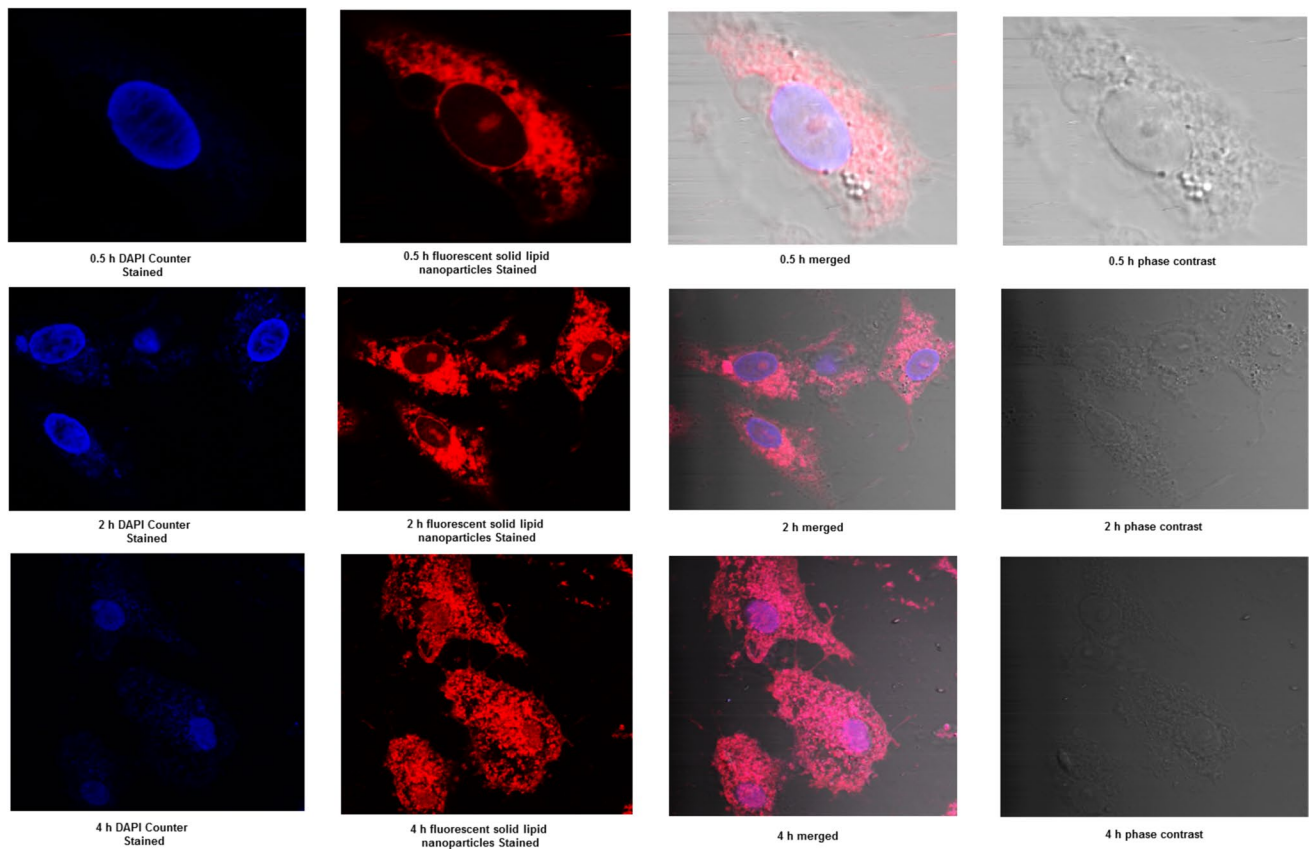 0.5 h DAPI Counter
Stained
0.5 h fluorescent solid lipid
nanoparticles Stained
0.5 h merged
0.5 h phase contrast
2 h DAPI Counter
Stained
2 h fluorescent solid lipid
nanoparticles Stained
2 h merged
2 h phase contrast
4 h DAPI Counter
Stained
4 h fluorescent solid lipid
nanoparticles Stained
4 h merged
4 h phase contrast